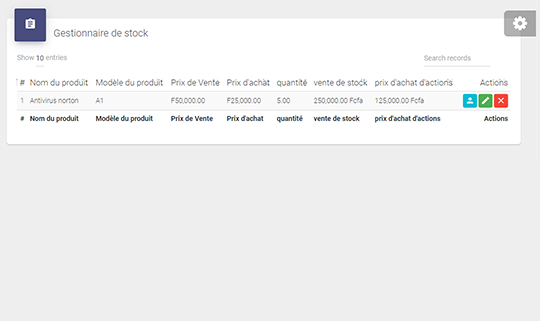 Gestionnaire de stock
Show 10 entries
Search records
# Nom du produit Modèle du produit Prix de Vente Prix d'achat quantité vente de stock prix d'achat d'actions Actions
1 Antivirus norton A1 F50,000.00 F25,000.00 5.00 250,000.00 Fcfa 125,000.00 Fcfa
# Nom du produit Modèle du produit Prix de Vente Prix d'achat quantité vente de stock prix d'achat d'actions Actions